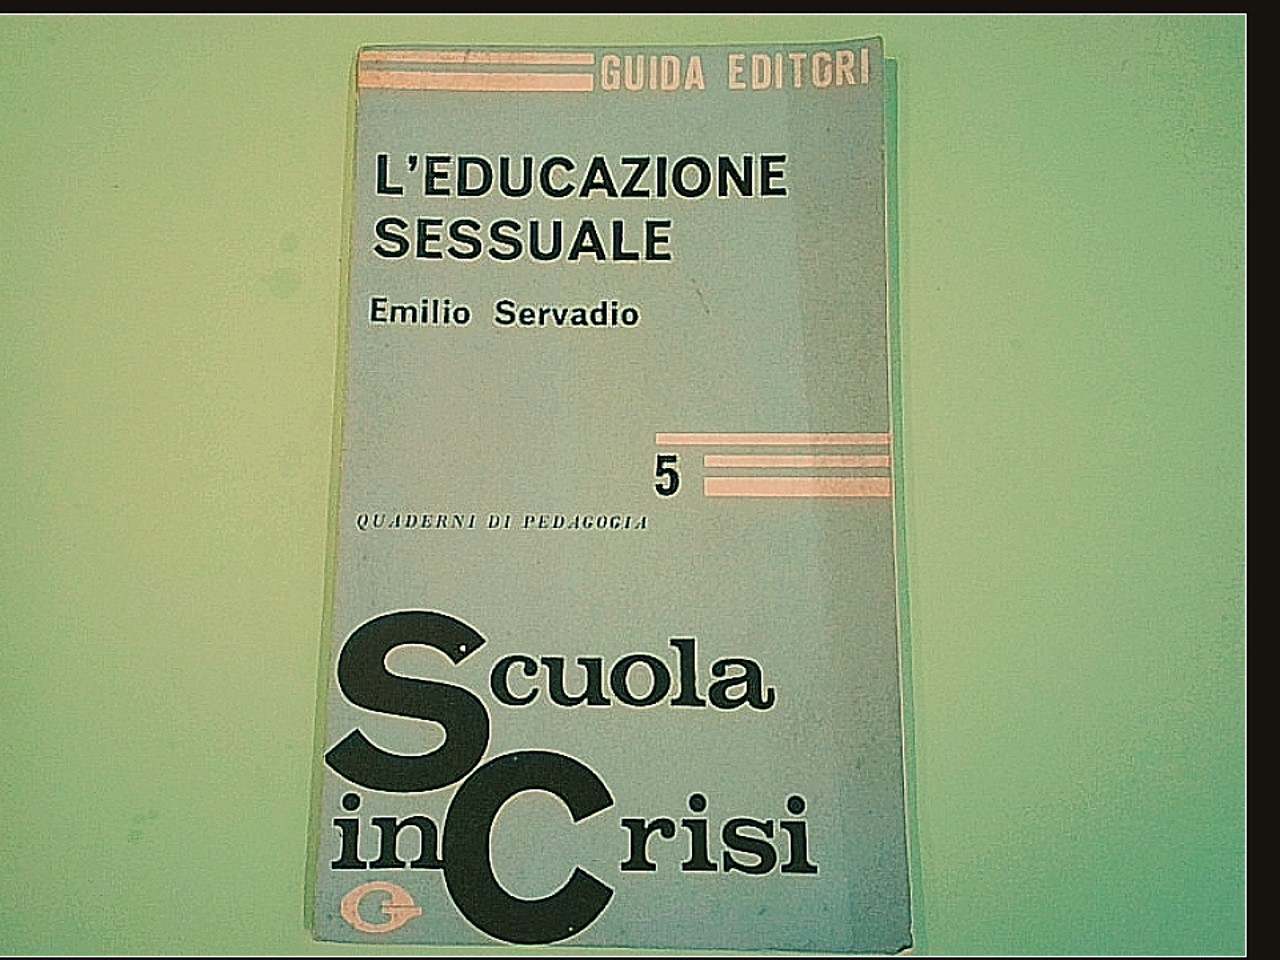 GUIDA EDITORI
L'EDUCAZIONE
SESSUALE
Emilio Servadio
5
QUADERNI DI PEDAGOGIA
Scuola
in Crisi
G